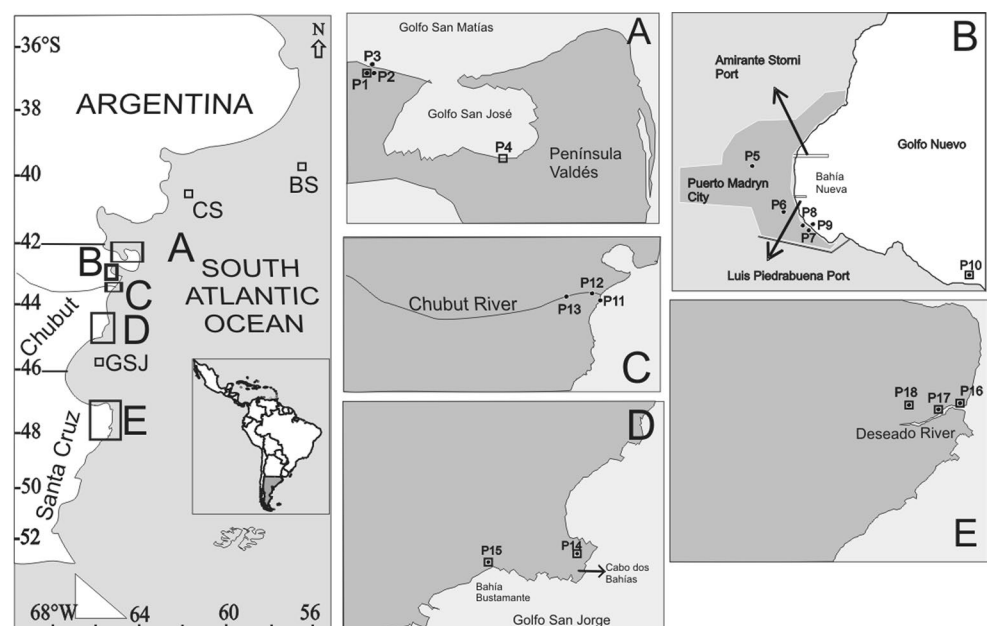 -36°S
N
-38
ARGENTINA
-40
BS
CS
-42
A
B
SOUTH
ATLANTIC
OCEAN
C
-44
Chubut
D
GSJ
-46
E
-48
Santa Cruz
-50
-52
68°W
64
60
56
A
Golfo San Matías
P3
P1
P2
Golfo San José
P4
Península
Valdés
B
Amirante Storni
Port
Golfo Nuevo
P5
Bahía
Nueva
Puerto Madryn
City
P6
P8
P9
P7
Luis Piedrabuena Port
P10
Chubut River
P12
P13
P11
C
D
P15
P14
Cabo dos
Bahías
Bahía
Bustamante
Golfo San Jorge
P18
P17
P16
Deseado River
E